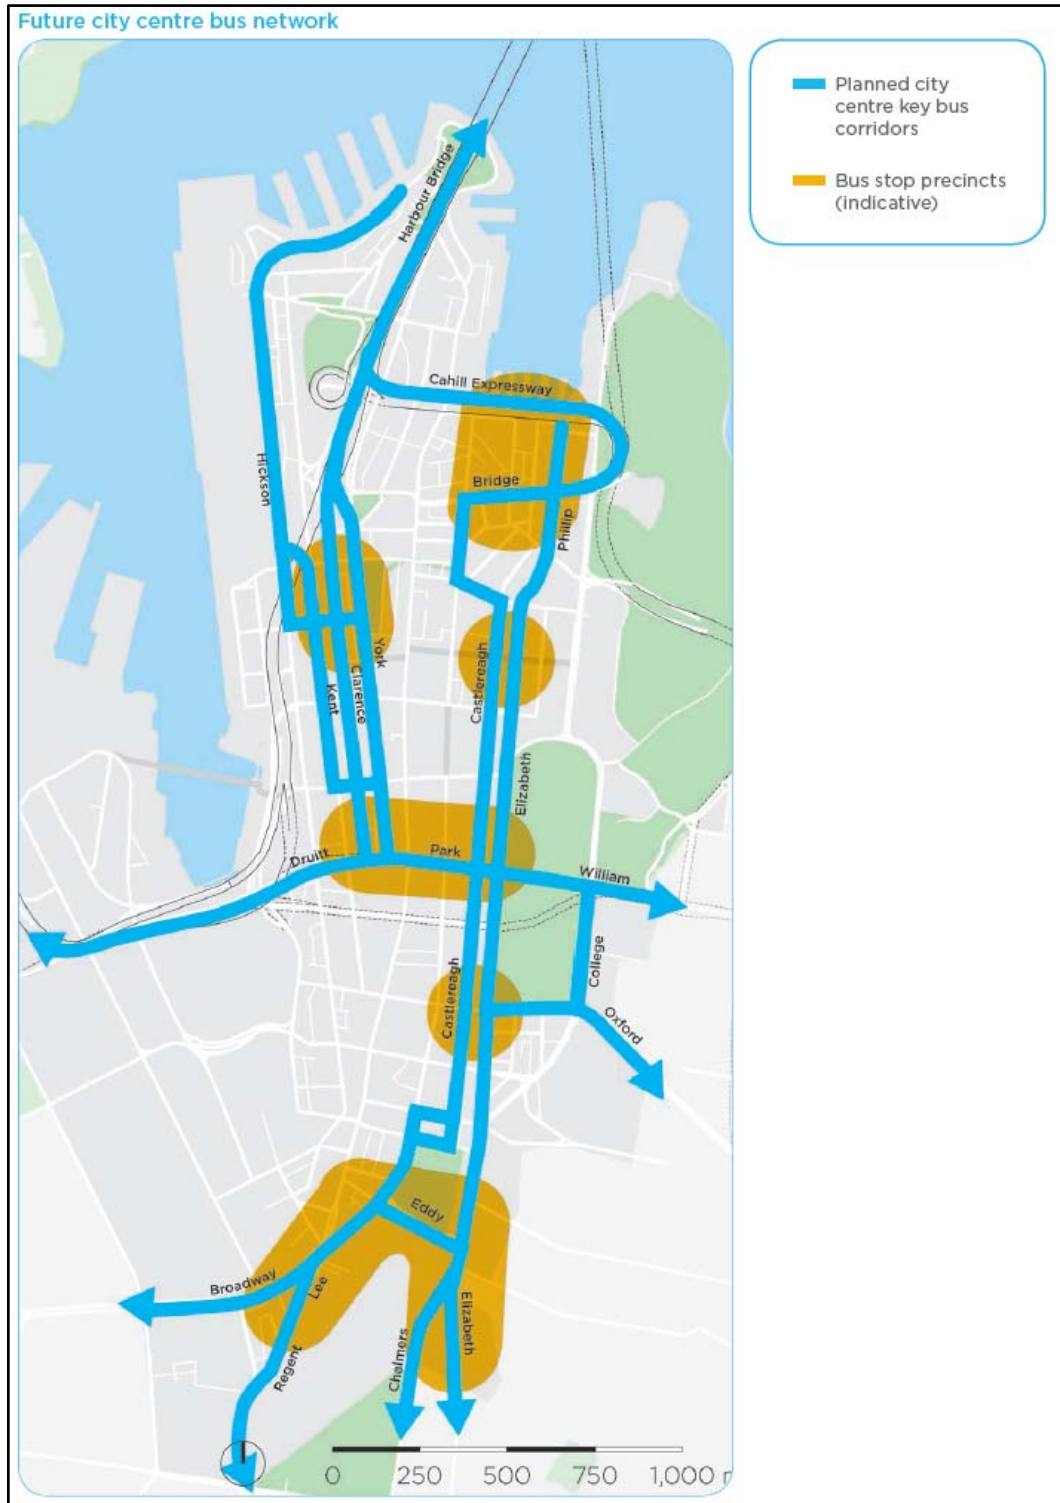 Future city centre bus network
Planned city
centre key bus
corridors
Bus stop precincts
(indicative)
Harbour Bridge
Cahill Expressway
Hickson
Bridge
Phillip
York
Clarence
Kent
Castlereagh
Elizabeth
Druitt
Park
William
College
Castlereagh
Oxford
Eddy
Broadway
Lee
Elizabeth
Chalmers
Regent
0 250 500 750 1,000 r